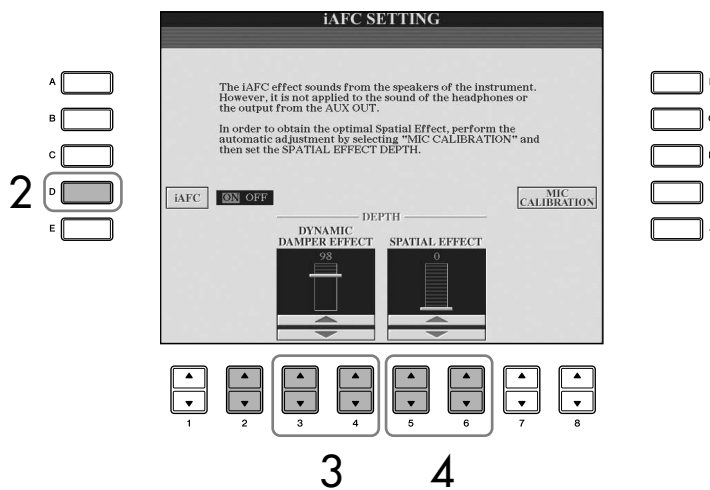 iAFC SETTING
The iAFC effect sounds from the speakers of the instrument.
However, it is not applied to the sound of the headphones or
the output from the AUX OUT.
In order to obtain the optimal Spatial Effect, perform the
automatic adjustment by selecting "MIC CALIBRATION" and
then set the SPATIAL EFFECT DEPTH.
A
B
C
2
D
E
iAFC
ON OFF
MIC
CALIBRATION
DEPTH
DYNAMIC
DAMPER EFFECT
SPATIAL EFFECT
98
0
1
2
3
4
5
6
7
8
3
4